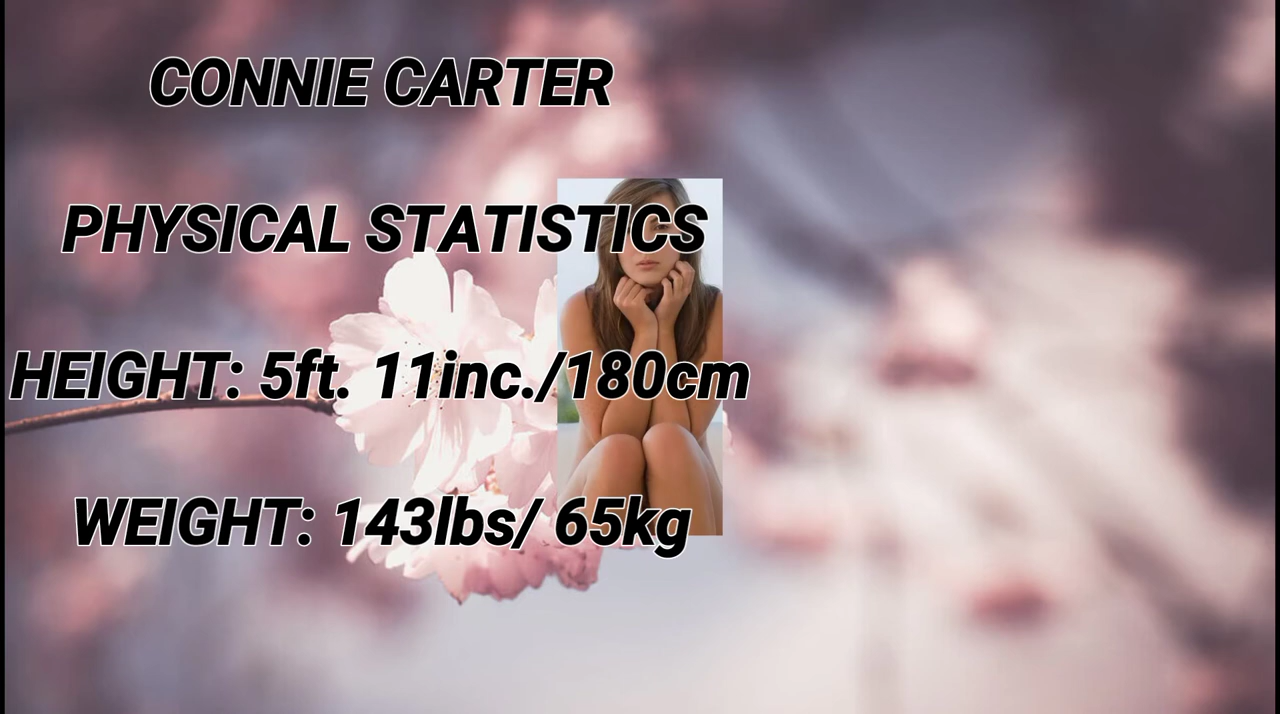 CONNIE CARTER
PHYSICAL STATISTICS
HEIGHT: 5ft. 11inc./180cm
WEIGHT: 143lbs/ 65kg